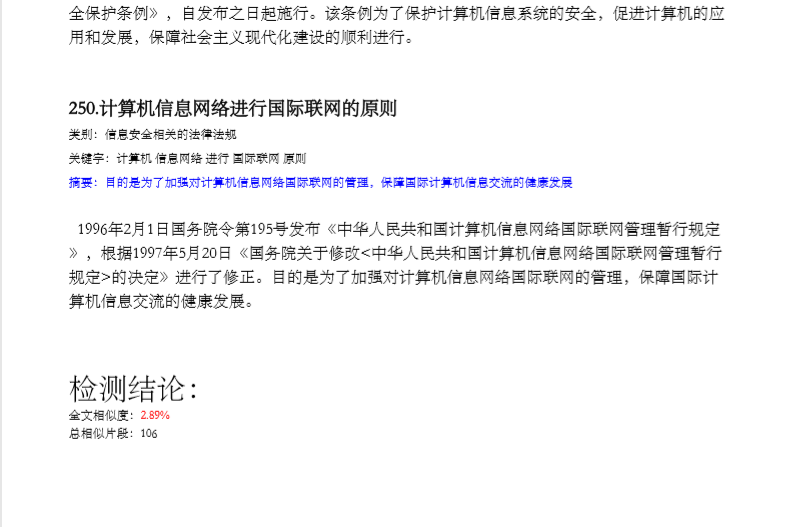 全保护条例》，自发布之日起施行。该条例为了保护计算机信息系统的安全，促进计算机的应
用和发展，保障社会主义现代化建设的顺利进行。
250.计算机信息网络进行国际联网的原则
类别：信息安全相关的法律法规
关键字：计算机 信息网络 进行 国际联网 原则
摘要：目的是为了加强对计算机信息网络国际联网的管理，保障国际计算机信息交流的健康发展
1996年2月1日国务院令第195号发布《中华人民共和国计算机信息网络国际联网管理暂行规定
》，根据1997年5月20日《国务院关于修改<中华人民共和国计算机信息网络国际联网管理暂行
规定>的决定》进行了修正。目的是为了加强对计算机信息网络国际联网的管理，保障国际计
算机信息交流的健康发展。
检测结论：
全文相似度：2.89%
总相似片段：106